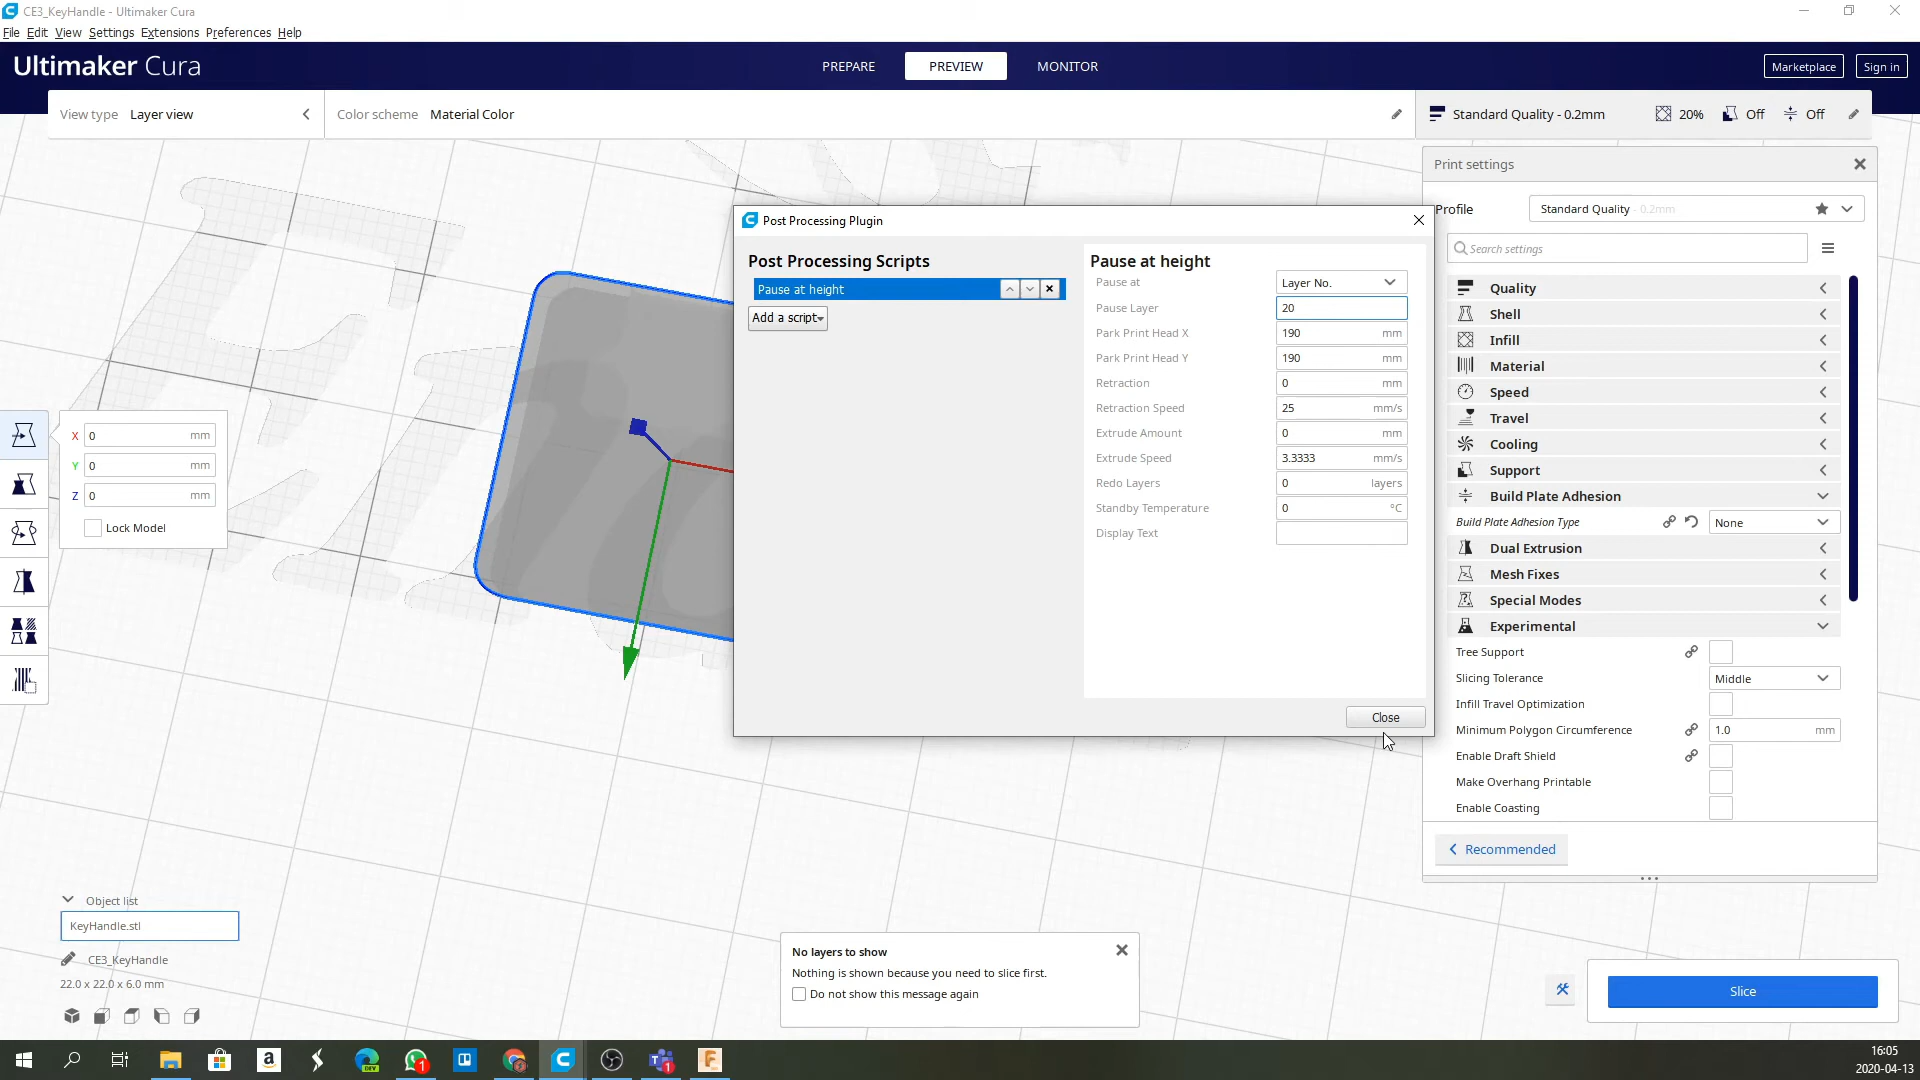 CE3_KeyHandle - Ultimaker Cura
File Edit View Settings Extensions Preferences Help
Ultimaker Cura
PREPARE
PREVIEW
MONITOR
Marketplace
Sign in
View type Layer view
Color scheme Material Color
Standard Quality - 0.2mm
20%
Off
Off
Print settings
Profile
Standard Quality - 0.2mm
Search settings
Quality
Shell
Infill
Material
Speed
Travel
Cooling
Support
Build Plate Adhesion
Build Plate Adhesion Type None
Dual Extrusion
Mesh Fixes
Special Modes
Experimental
Tree Support
Slicing Tolerance Middle
Infill Travel Optimization
Minimum Polygon Circumference 1.0 mm
Enable Draft Shield
Make Overhang Printable
Enable Coasting
Recommended
Post Processing Plugin
Post Processing Scripts
Pause at height
Add a script
Pause at height
Pause at Layer No.
Pause Layer 20
Park Print Head X 190 mm
Park Print Head Y 190 mm
Retraction 0 mm
Retraction Speed 25 mm/s
Extrude Amount 0 mm
Extrude Speed 3.3333 mm/s
Redo Layers 0 layers
Standby Temperature 0 °C
Display Text
Close
X 0 mm
Y 0 mm
Z 0 mm
Lock Model
Object list
KeyHandle.stl
CE3_KeyHandle
22.0 x 22.0 x 6.0 mm
No layers to show
Nothing is shown because you need to slice first.
Do not show this message again
Slice
DEV
1
1
16:05
2020-04-13